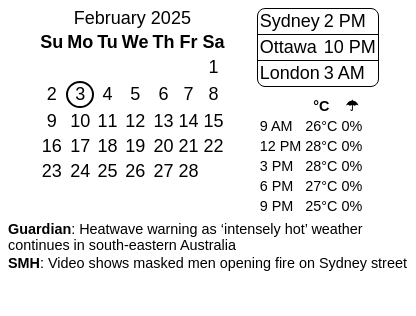 February 2025
Su Mo Tu We Th Fr Sa
1
2 3 4 5 6 7 8
9 10 11 12 13 14 15
16 17 18 19 20 21 22
23 24 25 26 27 28
Sydney 2 PM
Ottawa 10 PM
London 3 AM
°C ☂
9 AM 26°C 0%
12 PM 28°C 0%
3 PM 28°C 0%
6 PM 27°C 0%
9 PM 25°C 0%
Guardian: Heatwave warning as ‘intensely hot’ weather
continues in south-eastern Australia
SMH: Video shows masked men opening fire on Sydney street